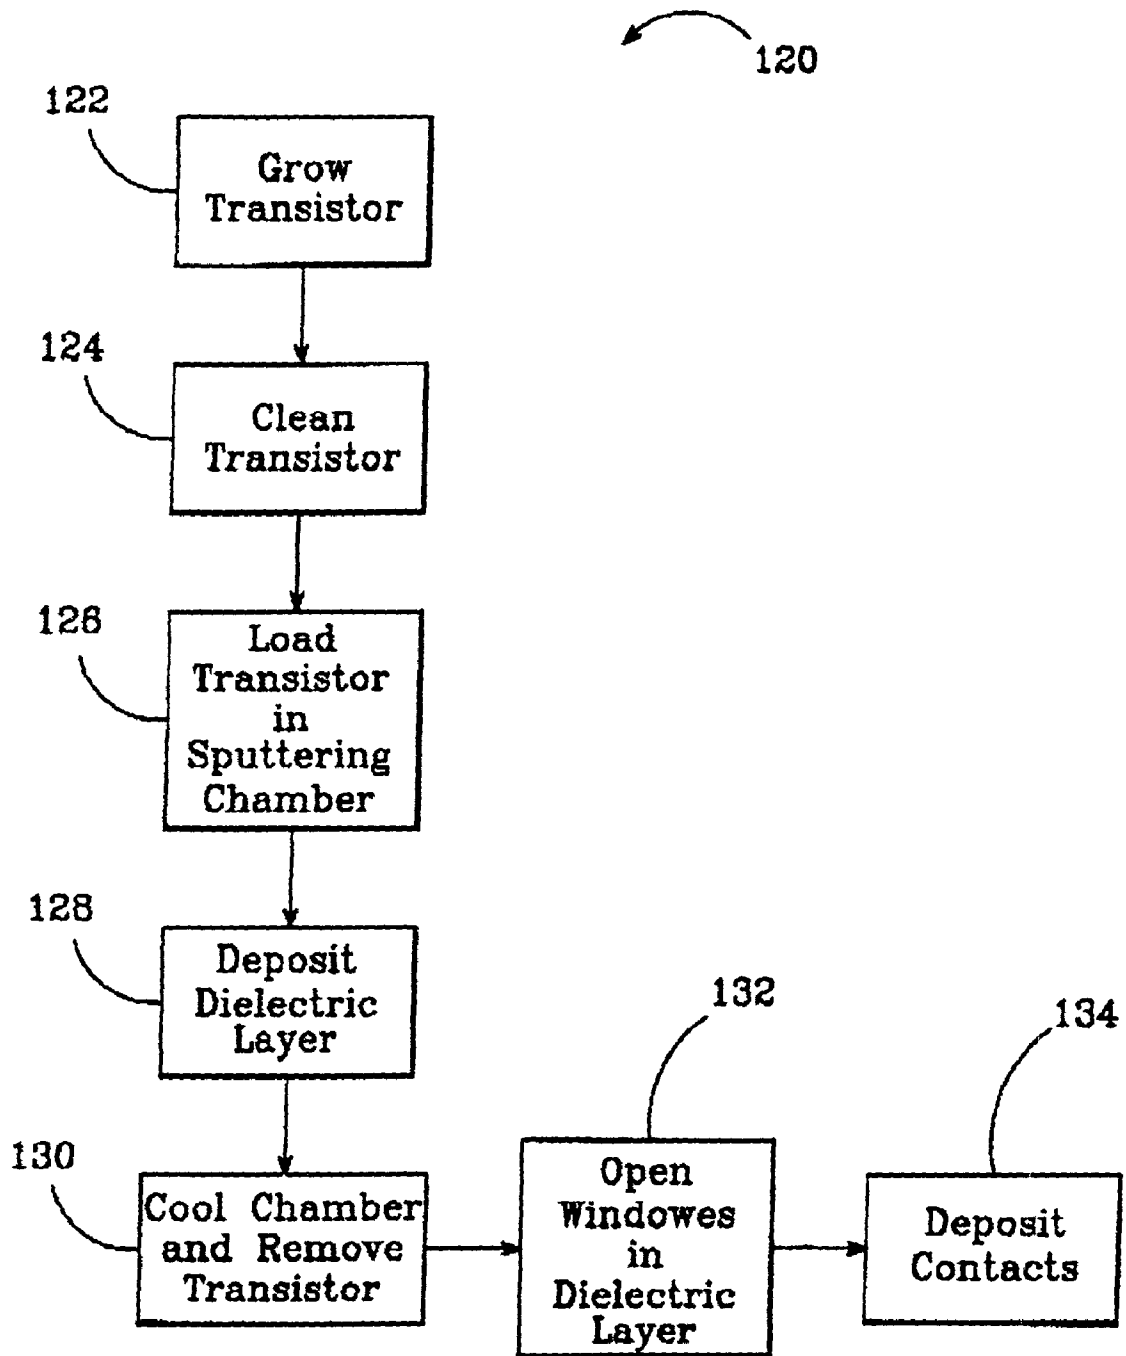 120
122
Grow
Transistor
124
Clean
Transistor
126
Load
Transistor
in
Sputtering
Chamber
128
Deposit
Dielectric
Layer
130
Cool Chamber
and Remove
Transistor
132
Open
Windowes
in
Dielectric
Layer
134
Deposit
Contacts